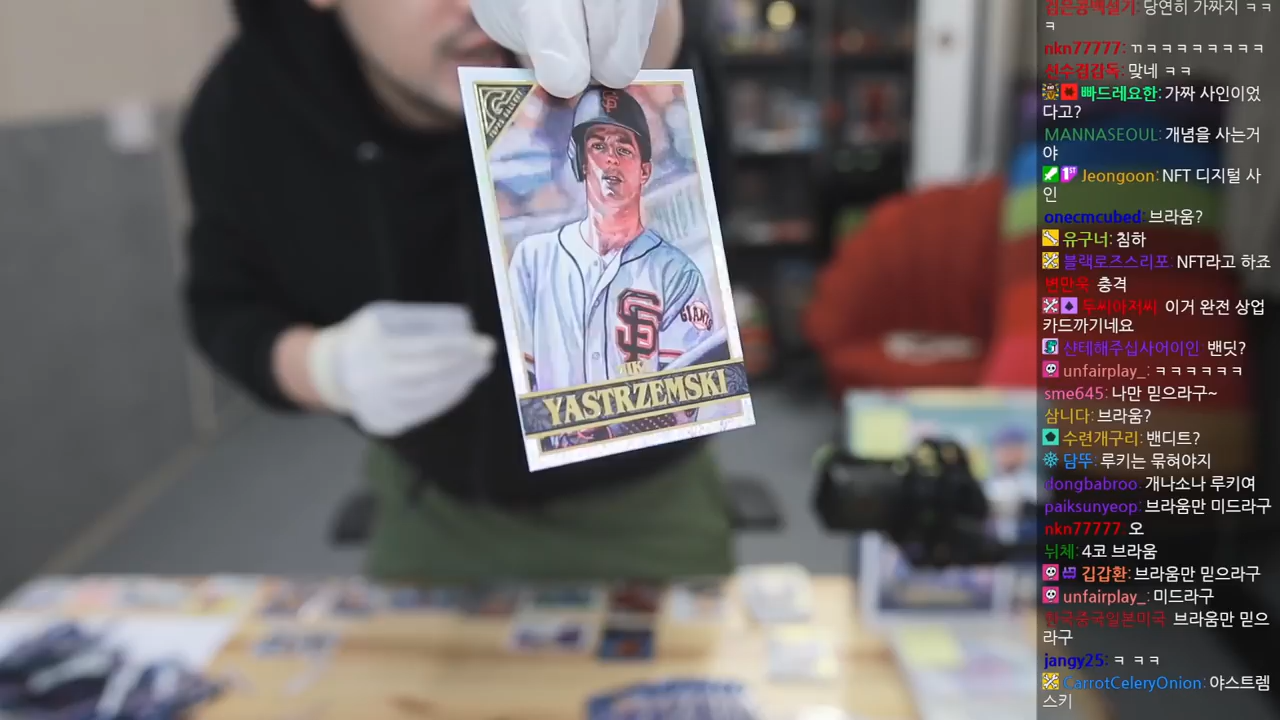 TOPPS GALLERY
SF
SF
GIANTS
YASTRZEMSKI
검은콩백설기: 당연히 가짜지 ㅋㅋ
ㅋ
nkn77777: ㄲㅋㅋㅋㅋㅋㅋㅋㅋ
천수검감독: 맞네 ㅋㅋ
빠드레요한: 가짜 사인이었
다고?
MANNASEOUL: 개념을 사는거
야
Jeongoon: NFT 디지털 사
인
onecmcubed: 브라움?
유구너: 침하
블랙로즈스리포: NFT라고 하죠
변만욱 충격
두씨아저씨 이거 완전 상업
카드까기네요
샨테해주십사어이인 밴딧?
unfairplay_: ㅋㅋㅋㅋㅋㅋ
sme645: 나만 믿으라구~
삼니다: 브라움?
수련개구리: 밴디트?
담뚜: 루키는 묶혀야지
dongbabroo: 개나소나 루키여
paiksunyeop: 브라움만 미드라구
nkn77777: 오
뉘체: 4코 브라움
깁갑환: 브라움만 믿으라구
unfairplay_: 미드라구
한국중국일본미국 브라움만 믿으
라구
jangy25: ㅋ ㅋㅋ
CarrotCeleryOnion: 야스트렘
스키